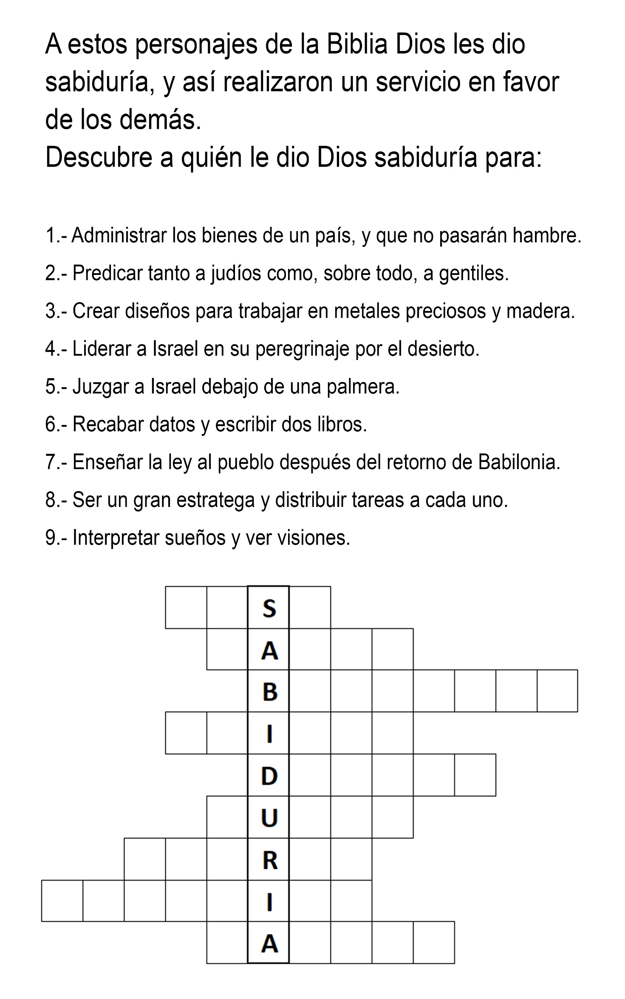 A estos personajes de la Biblia Dios les dio
sabiduría, y así realizaron un servicio en favor
de los demás.
Descubre a quién le dio Dios sabiduría para:
1.- Administrar los bienes de un país, y que no pasarán hambre.
2.- Predicar tanto a judíos como, sobre todo, a gentiles.
3.- Crear diseños para trabajar en metales preciosos y madera.
4.- Liderar a Israel en su peregrinaje por el desierto.
5.- Juzgar a Israel debajo de una palmera.
6.- Recabar datos y escribir dos libros.
7.- Enseñar la ley al pueblo después del retorno de Babilonia.
8.- Ser un gran estratega y distribuir tareas a cada uno.
9.- Interpretar sueños y ver visiones.
S
A
B
I
D
U
R
I
A